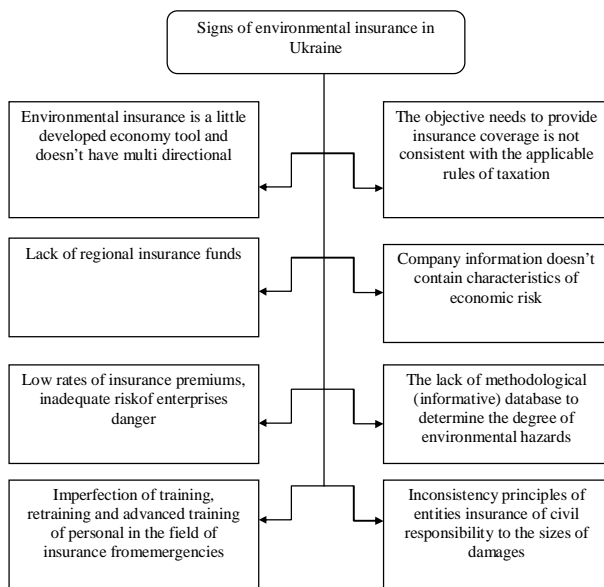 Signs of environmental insurance in
Ukraine
Environmental insurance is a little
developed economy tool and
doesn't have multi directional
The objective needs to provide
insurance coverage is not
consistent with the applicable
rules of taxation
Lack of regional insurance funds
Company information doesn't
contain characteristics of
economic risk
Low rates of insurance premiums,
inadequate riskof enterprises
danger
The lack of methodological
(informative) database to
determine the degree of
environmental hazards
Imperfection of training,
retraining and advanced training
of personal in the field of
insurance fromemergencies
Inconsistency principles of
entities insurance of civil
responsibility to the sizes of
damages